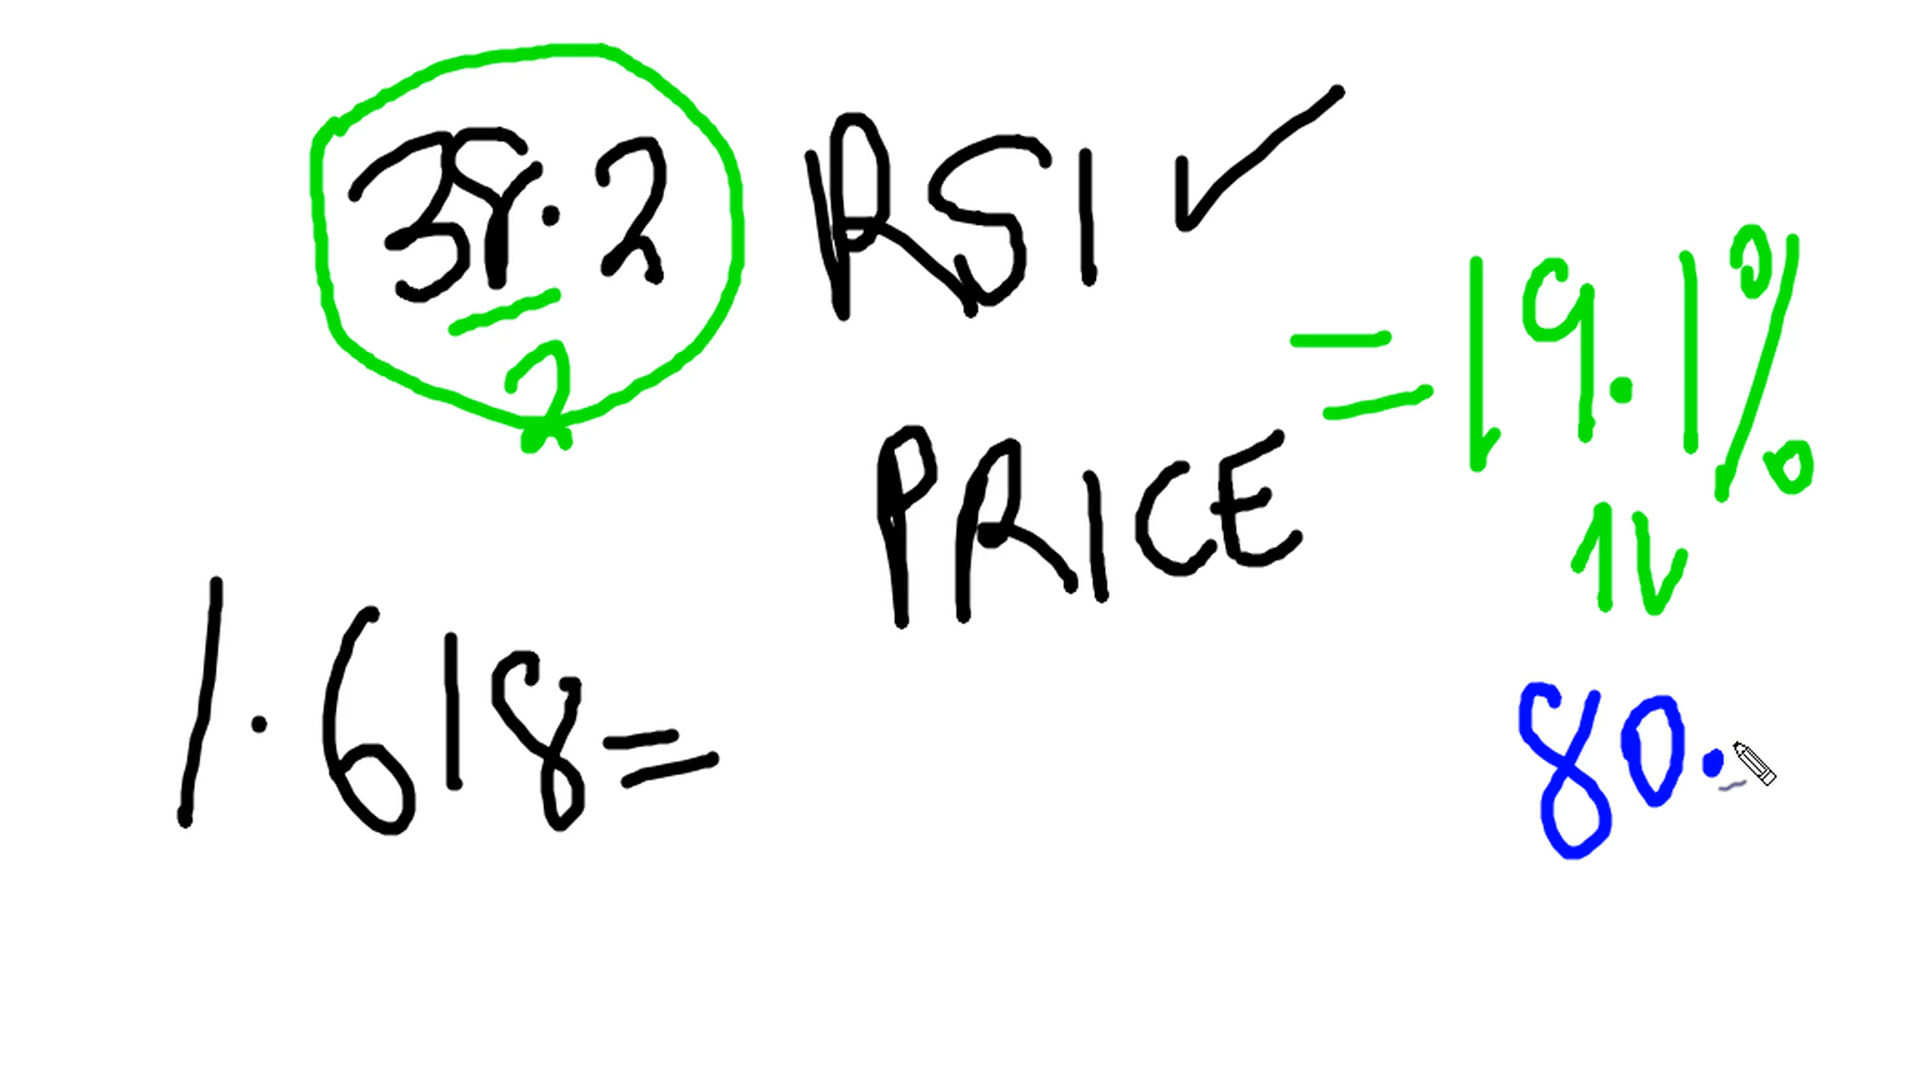 38.2 RSI ✓
2
= 19.1%
PRICE
1.618=
80.